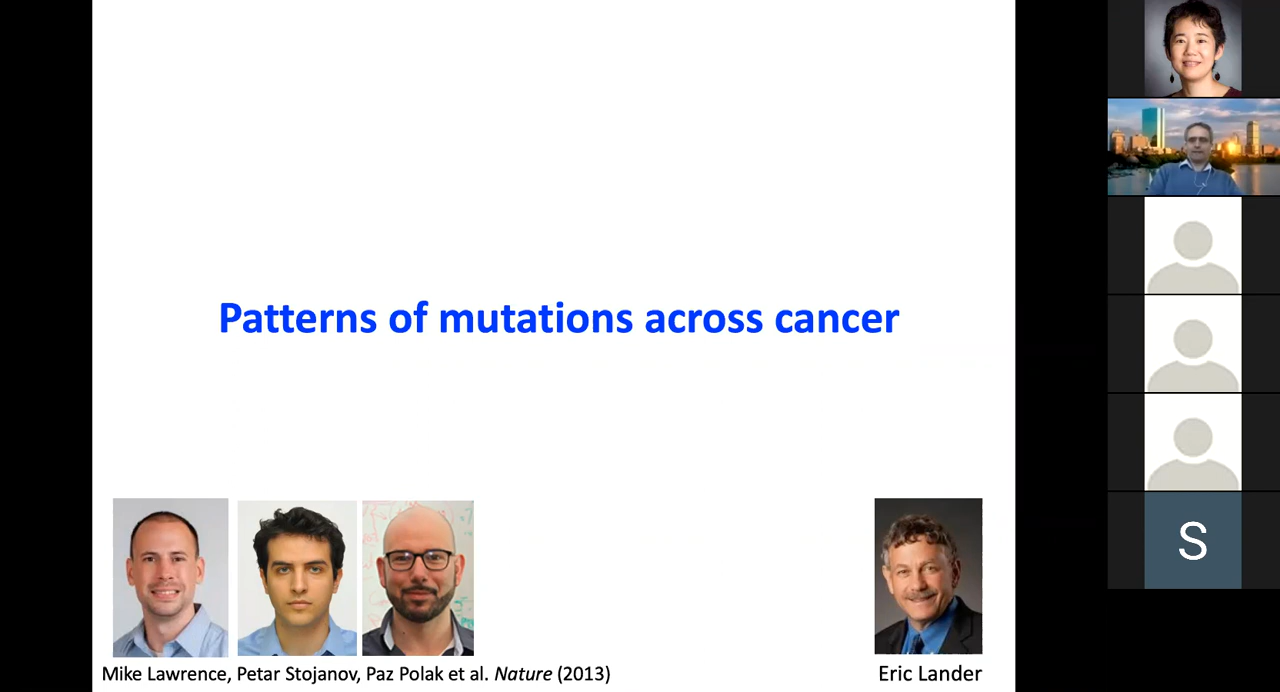 Patterns of mutations across cancer
Mike Lawrence, Petar Stojanov, Paz Polak et al. Nature (2013)
Eric Lander
S